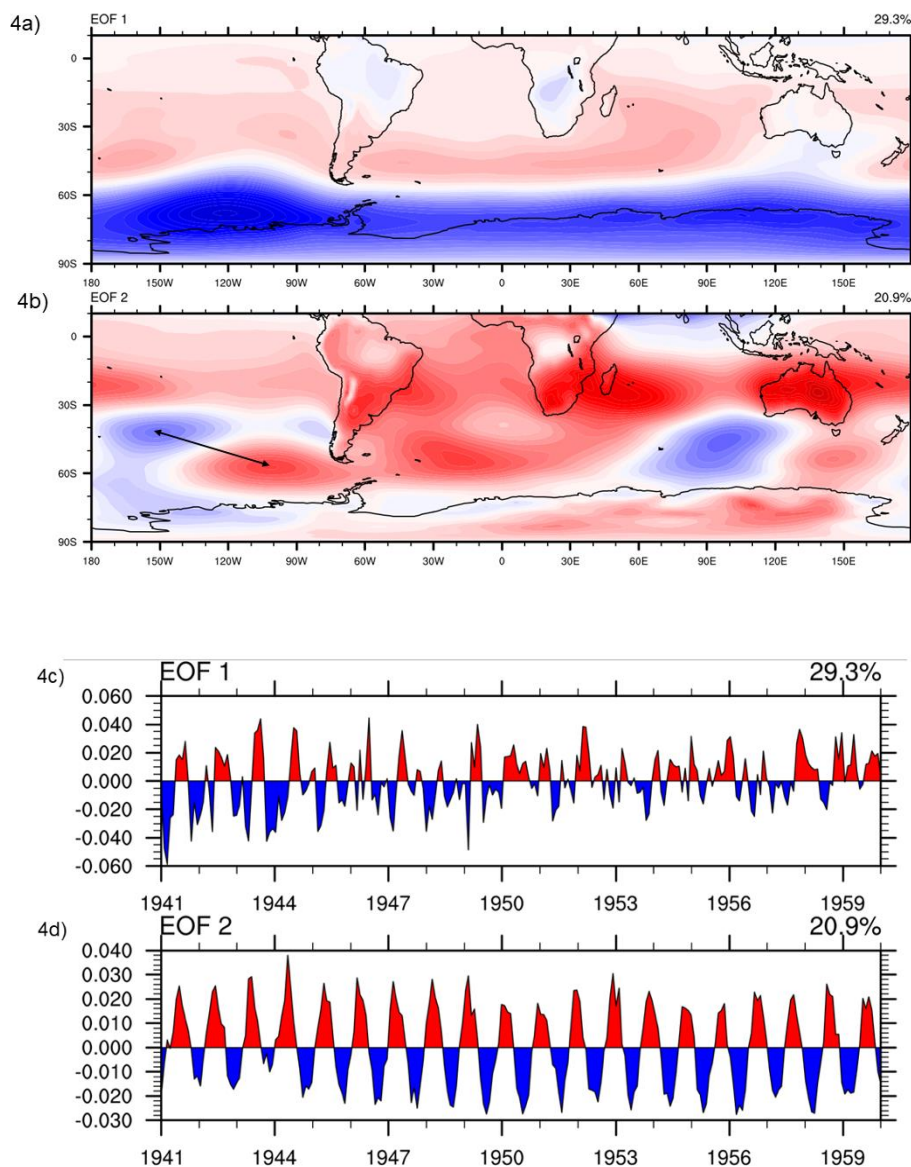 4a)
EOF 1 29.3%
0
30S
60S
90S
180 150W 120W 90W 60W 30W 0 30E 60E 90E 120E 150E
4b)
EOF 2 20.9%
0
30S
60S
90S
180 150W 120W 90W 60W 30W 0 30E 60E 90E 120E 150E
4c)
EOF 1 29.3%
0.060
0.040
0.020
0.000
-0.020
-0.040
-0.060
1941 1944 1947 1950 1953 1956 1959
4d)
EOF 2 20.9%
0.040
0.030
0.020
0.010
0.000
-0.010
-0.020
-0.030
1941 1944 1947 1950 1953 1956 1959